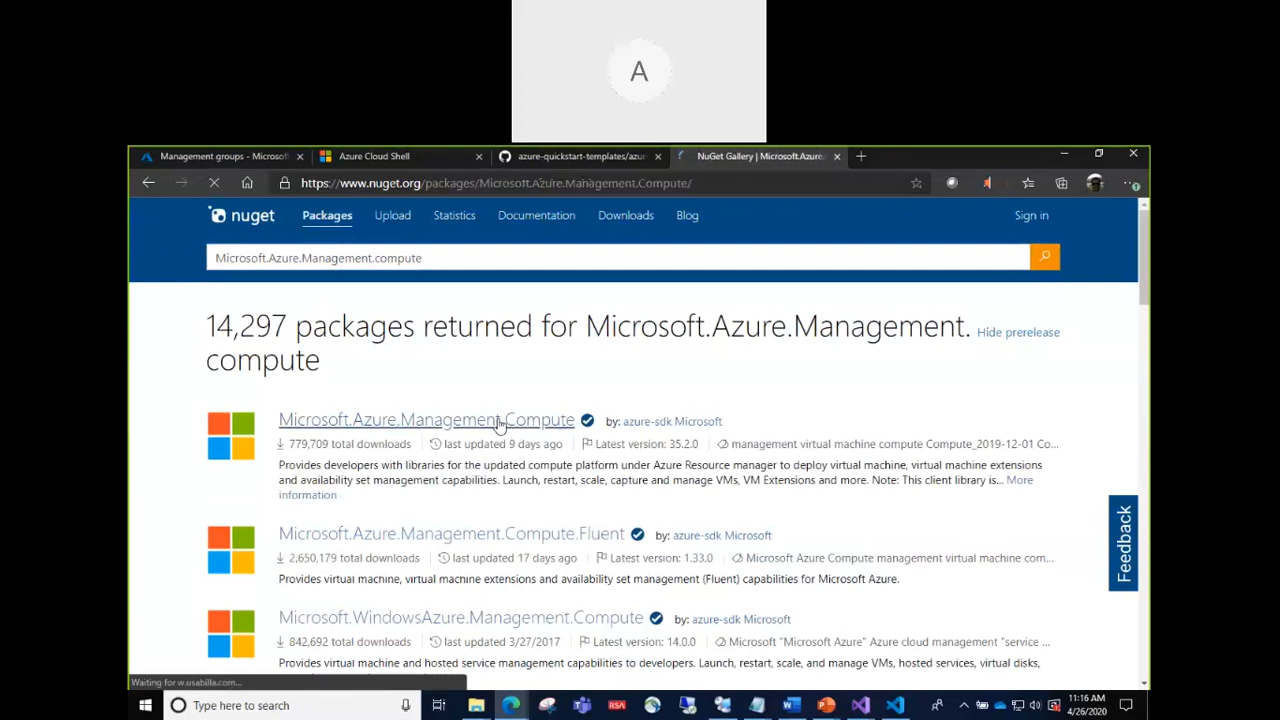 A
Management groups - Microsof
Azure Cloud Shell
azure-quickstart-templates/azur
NuGet Gallery | Microsoft.Azure.
https://www.nuget.org/packages/Microsoft.Azure.Management.Compute/
nuget
Packages
Upload
Statistics
Documentation
Downloads
Blog
Sign in
Microsoft.Azure.Management.compute
14,297 packages returned for Microsoft.Azure.Management.
compute
Hide prerelease
Microsoft.Azure.Management.Compute by: azure-sdk Microsoft
779,709 total downloads last updated 9 days ago Latest version: 35.2.0 management virtual machine compute Compute_2019-12-01 Co...
Provides developers with libraries for the updated compute platform under Azure Resource manager to deploy virtual machine, virtual machine extensions
and availability set management capabilities. Launch, restart, scale, capture and manage VMs, VM Extensions and more. Note: This client library is... More
information
Microsoft.Azure.Management.Compute.Fluent by: azure-sdk Microsoft
2,650,179 total downloads last updated 17 days ago Latest version: 1.33.0 Microsoft Azure Compute management virtual machine com...
Provides virtual machine, virtual machine extensions and availability set management (Fluent) capabilities for Microsoft Azure.
Microsoft.WindowsAzure.Management.Compute by: azure-sdk Microsoft
842,692 total downloads last updated 3/27/2017 Latest version: 14.0.0 Microsoft "Microsoft Azure" Azure cloud management "service ...
Provides virtual machine and hosted service management capabilities to developers. Launch, restart, scale, and manage VMs, hosted services, virtual disks,
Feedback
Waiting for w.usabilla.com...
Type here to search
RSA
11:16 AM
4/26/2020